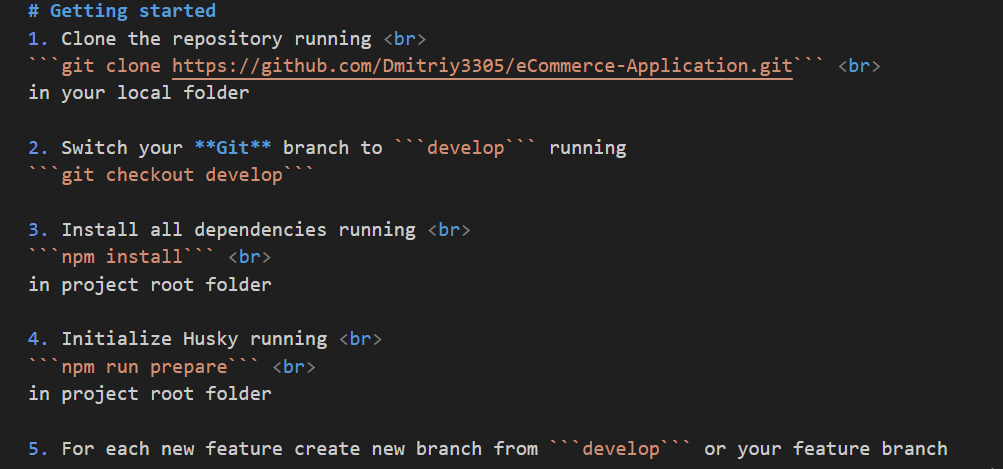 # Getting started
1. Clone the repository running <br>
```git clone https://github.com/Dmitriy3305/eCommerce-Application.git``` <br>
in your local folder
2. Switch your **Git** branch to ```develop``` running
```git checkout develop```
3. Install all dependencies running <br>
```npm install``` <br>
in project root folder
4. Initialize Husky running <br>
```npm run prepare``` <br>
in project root folder
5. For each new feature create new branch from ```develop``` or your feature branch